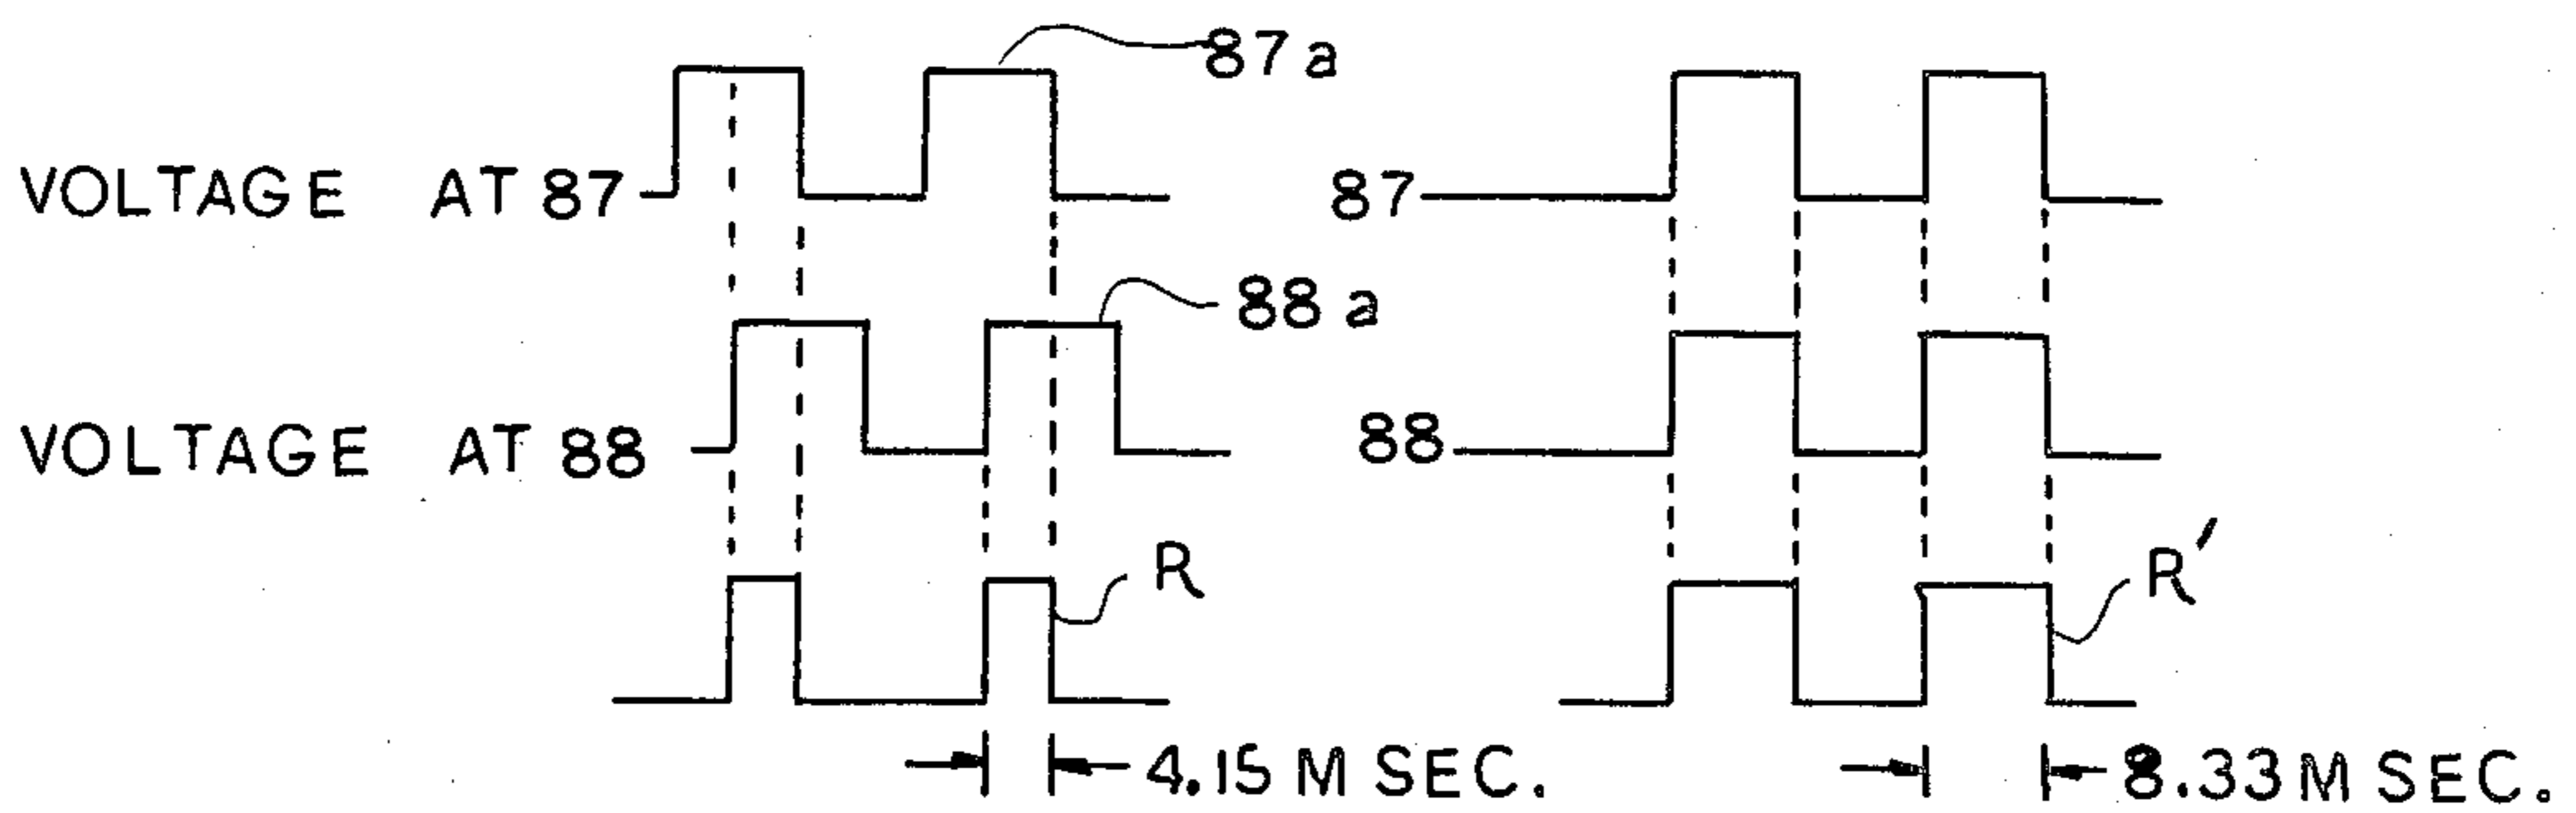 87a
VOLTAGE AT 87
87
88a
VOLTAGE AT 88
88
R
R'
4.15 M SEC.
8.33 M SEC.